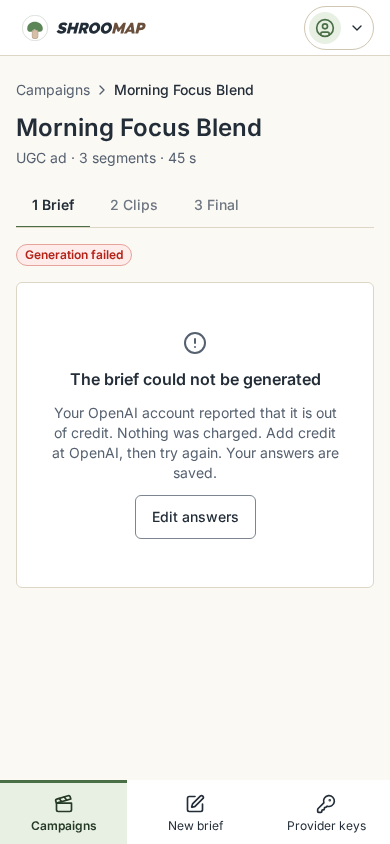 SHROOMAP
Campaigns > Morning Focus Blend
Morning Focus Blend
UGC ad · 3 segments · 45 s
1 Brief 2 Clips 3 Final
Generation failed
The brief could not be generated
Your OpenAI account reported that it is out
of credit. Nothing was charged. Add credit
at OpenAI, then try again. Your answers are
saved.
Edit answers
Campaigns New brief Provider keys